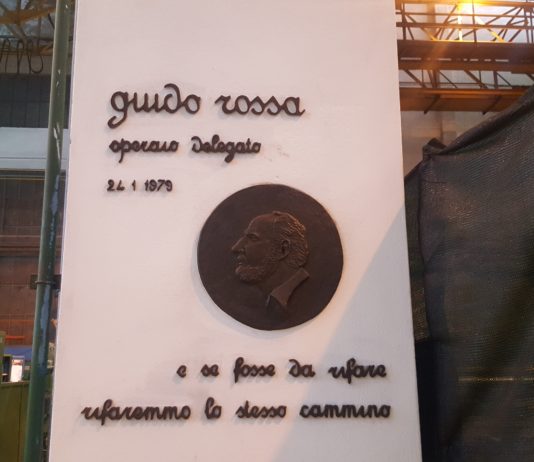 guido rossa
operaio delegato
24 1 1979
e se fosse da rifare
rifaremmo lo stesso cammino